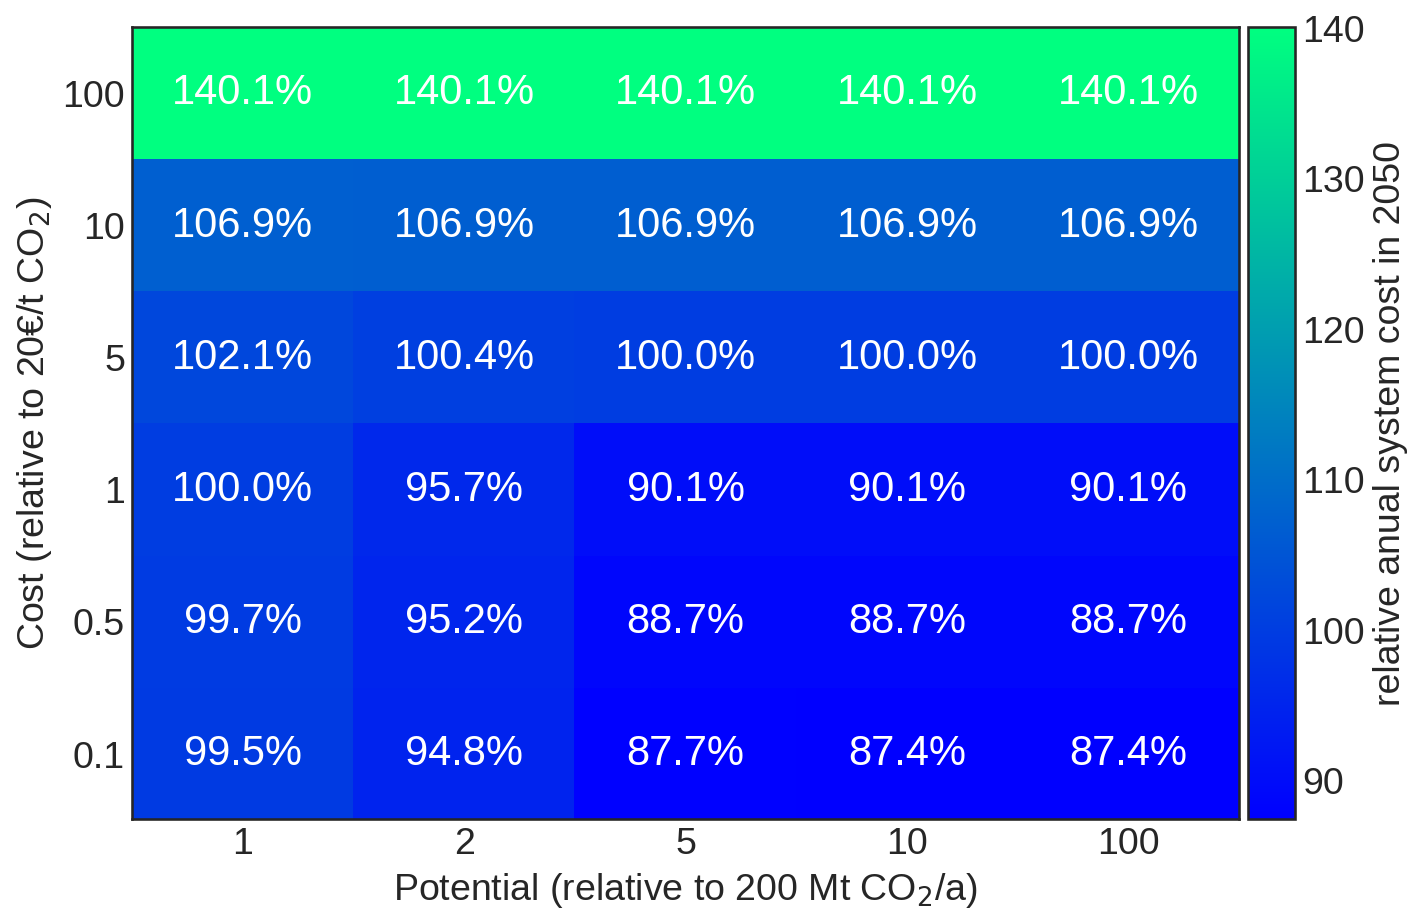 140
100 140.1% 140.1% 140.1% 140.1% 140.1%
130
10 106.9% 106.9% 106.9% 106.9% 106.9%
120
5 102.1% 100.4% 100.0% 100.0% 100.0%
110
1 100.0% 95.7% 90.1% 90.1% 90.1%
100
0.5 99.7% 95.2% 88.7% 88.7% 88.7%
0.1 99.5% 94.8% 87.7% 87.4% 87.4%
90
1 2 5 10 100
Potential (relative to 200 Mt CO₂/a)
Cost (relative to 20€/t CO₂)
relative anual system cost in 2050